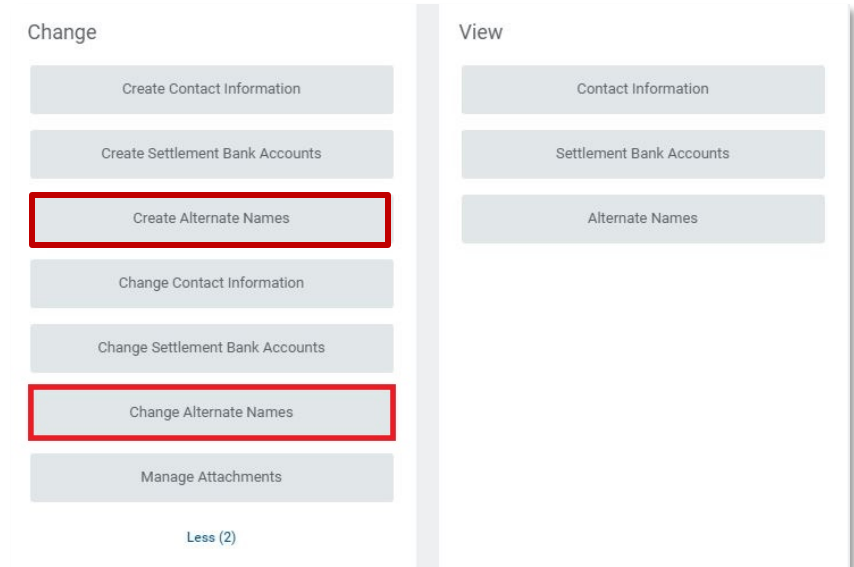 Change
Create Contact Information
Create Settlement Bank Accounts
Create Alternate Names
Change Contact Information
Change Settlement Bank Accounts
Change Alternate Names
Manage Attachments
Less (2)
View
Contact Information
Settlement Bank Accounts
Alternate Names